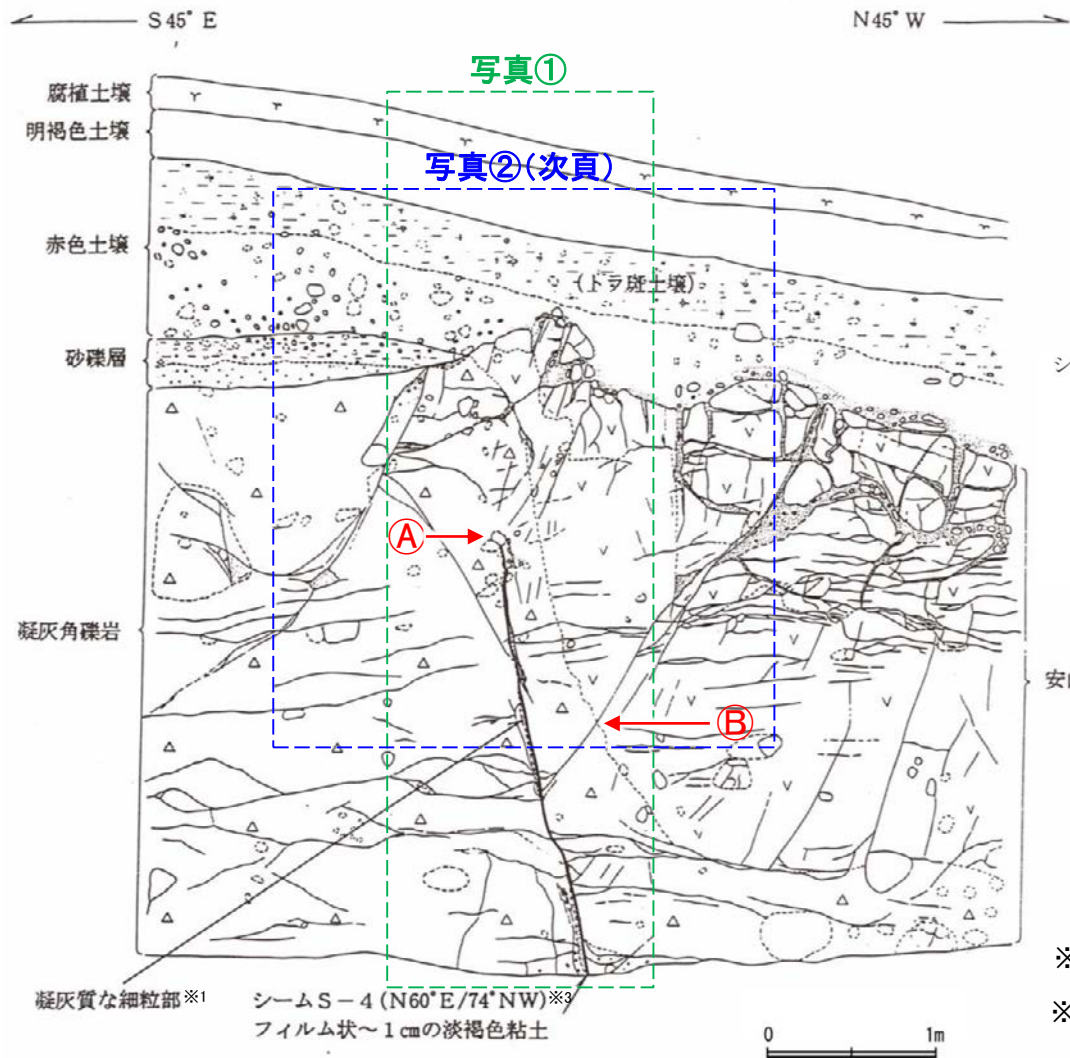 S45°E
N45°W
写真①
腐植土壌
明褐色土壌
写真②(次頁)
赤色土壌
(トラ斑土壌)
砂礫層
シ
Ⓐ
凝灰角礫岩
安山
Ⓑ
凝灰質な細粒部※1
シームS-4(N60°E/74°NW)※3
フィルム状~1㎝の淡褐色粘土
※
※
0
1m